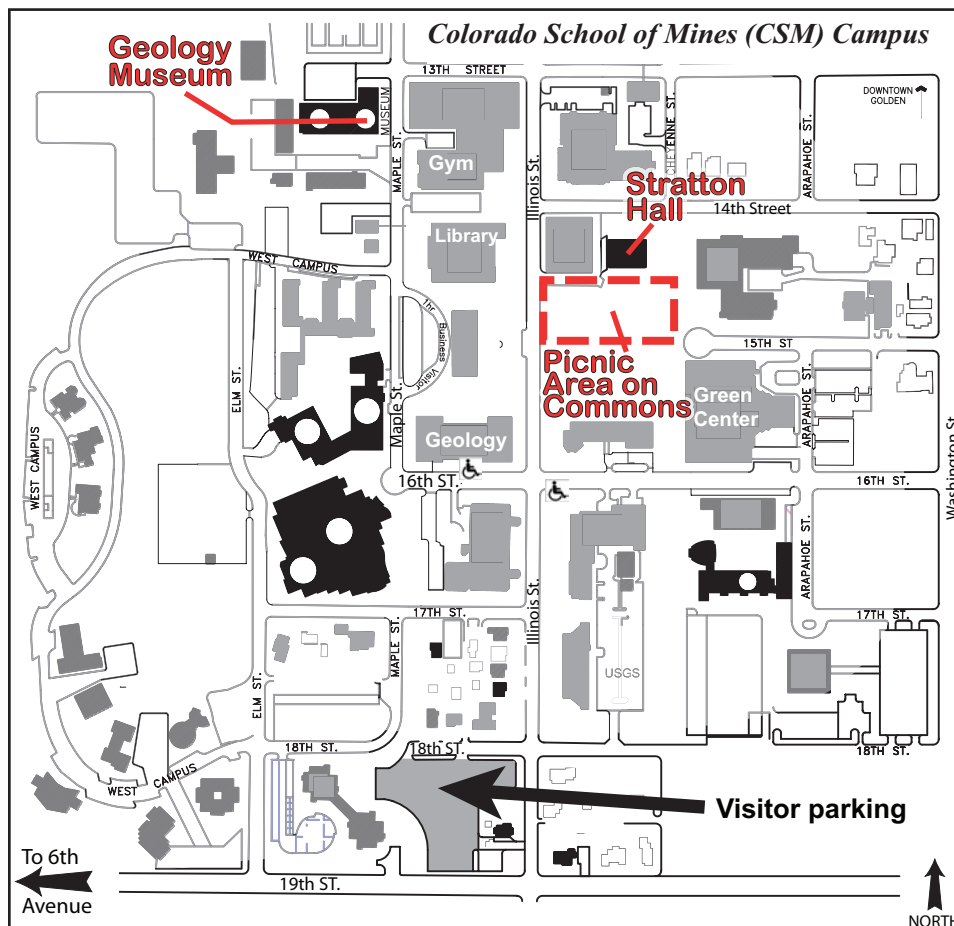 Colorado School of Mines (CSM) Campus
Geology
Museum
13TH STREET
MUSEUM
MAPLE ST.
Gym
Illinois St.
CHEYENNE ST.
ARAPAHOE ST.
DOWNTOWN
GOLDEN
Stratton
Hall
14th Street
Library
WEST CAMPUS
1hr
Business
Visitor
15TH ST
Picnic
Area on
Commons
Green
Center
ELM ST.
Maple St.
ARAPAHOE ST.
Geology
WEST CAMPUS
16TH ST.
16TH ST.
Washington St.
ARAPAHOE ST.
17TH ST.
17TH ST.
Illinois St.
MAPLE ST.
USGS
ELM ST.
18TH ST.
18th ST.
18TH ST.
WEST CAMPUS
Visitor parking
To 6th
Avenue
19th ST.
NORTH